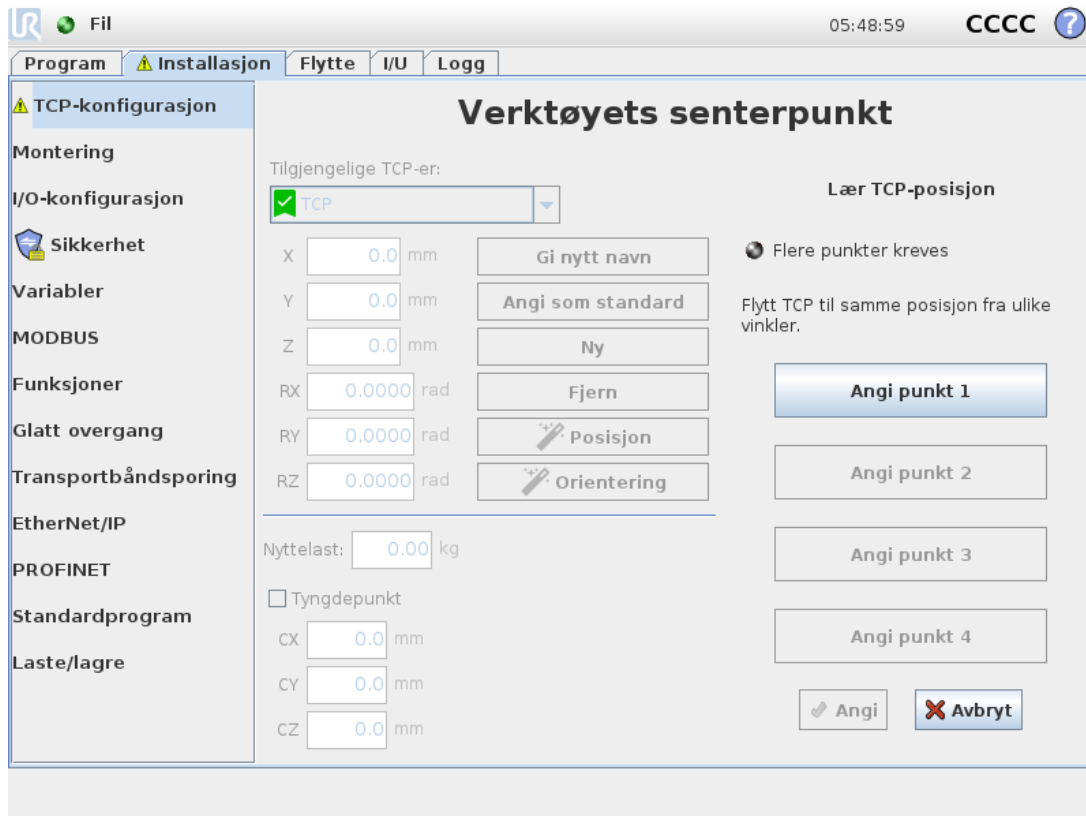 UR Fil 05:48:59 CCCC ?
Program Installasjon Flytte I/U Logg
TCP-konfigurasjon
Montering
I/O-konfigurasjon
Sikkerhet
Variabler
MODBUS
Funksjoner
Glatt overgang
Transportbåndsporing
EtherNet/IP
PROFINET
Standardprogram
Laste/lagre
Verktøyets senterpunkt
Tilgjengelige TCP-er:
TCP
X 0.0 mm Gi nytt navn
Y 0.0 mm Angi som standard
Z 0.0 mm Ny
RX 0.0000 rad Fjern
RY 0.0000 rad Posisjon
RZ 0.0000 rad Orientering
Nyttelast: 0.00 kg
Tyngdepunkt
CX 0.0 mm
CY 0.0 mm
CZ 0.0 mm
Lær TCP-posisjon
Flere punkter kreves
Flytt TCP til samme posisjon fra ulike
vinkler.
Angi punkt 1
Angi punkt 2
Angi punkt 3
Angi punkt 4
Angi Avbryt